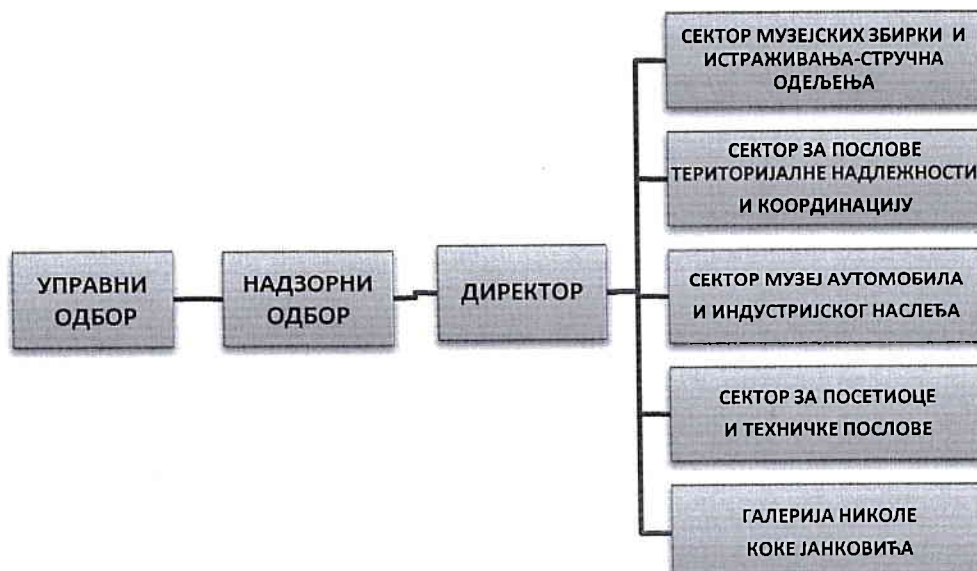 УПРАВНИ
ОДБОР
НАДЗОРНИ
ОДБОР
ДИРЕКТОР
СЕКТОР МУЗЕЈСКИХ ЗБИРКИ И
ИСТРАЖИВАЊА-СТРУЧНА
ОДЕЉЕЊА
СЕКТОР ЗА ПОСЛОВЕ
ТЕРИТОРИЈАЛНЕ НАДЛЕЖНОСТИ
И КООРДИНАЦИЈУ
СЕКТОР МУЗЕЈ АУТОМОБИЛА
И ИНДУСТРИЈСКОГ НАСЛЕЂА
СЕКТОР ЗА ПОСЕТИОЦЕ
И ТЕХНИЧКЕ ПОСЛОВЕ
ГАЛЕРИЈА НИКОЛЕ
КОКЕ ЈАНКОВИЋА